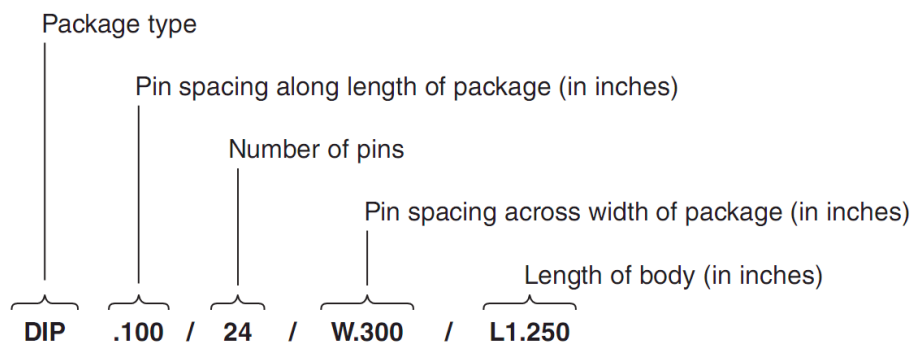 Package type
Pin spacing along length of package (in inches)
Number of pins
Pin spacing across width of package (in inches)
Length of body (in inches)
DIP .100 / 24 / W.300 / L1.250